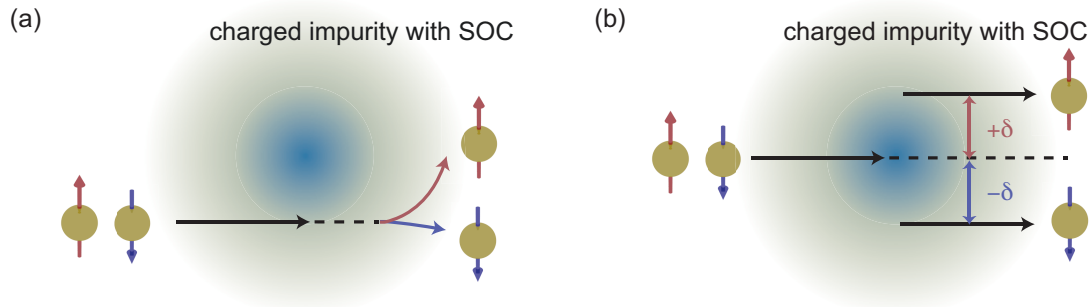 (a)
charged impurity with SOC
(b)
charged impurity with SOC
+δ
−δ